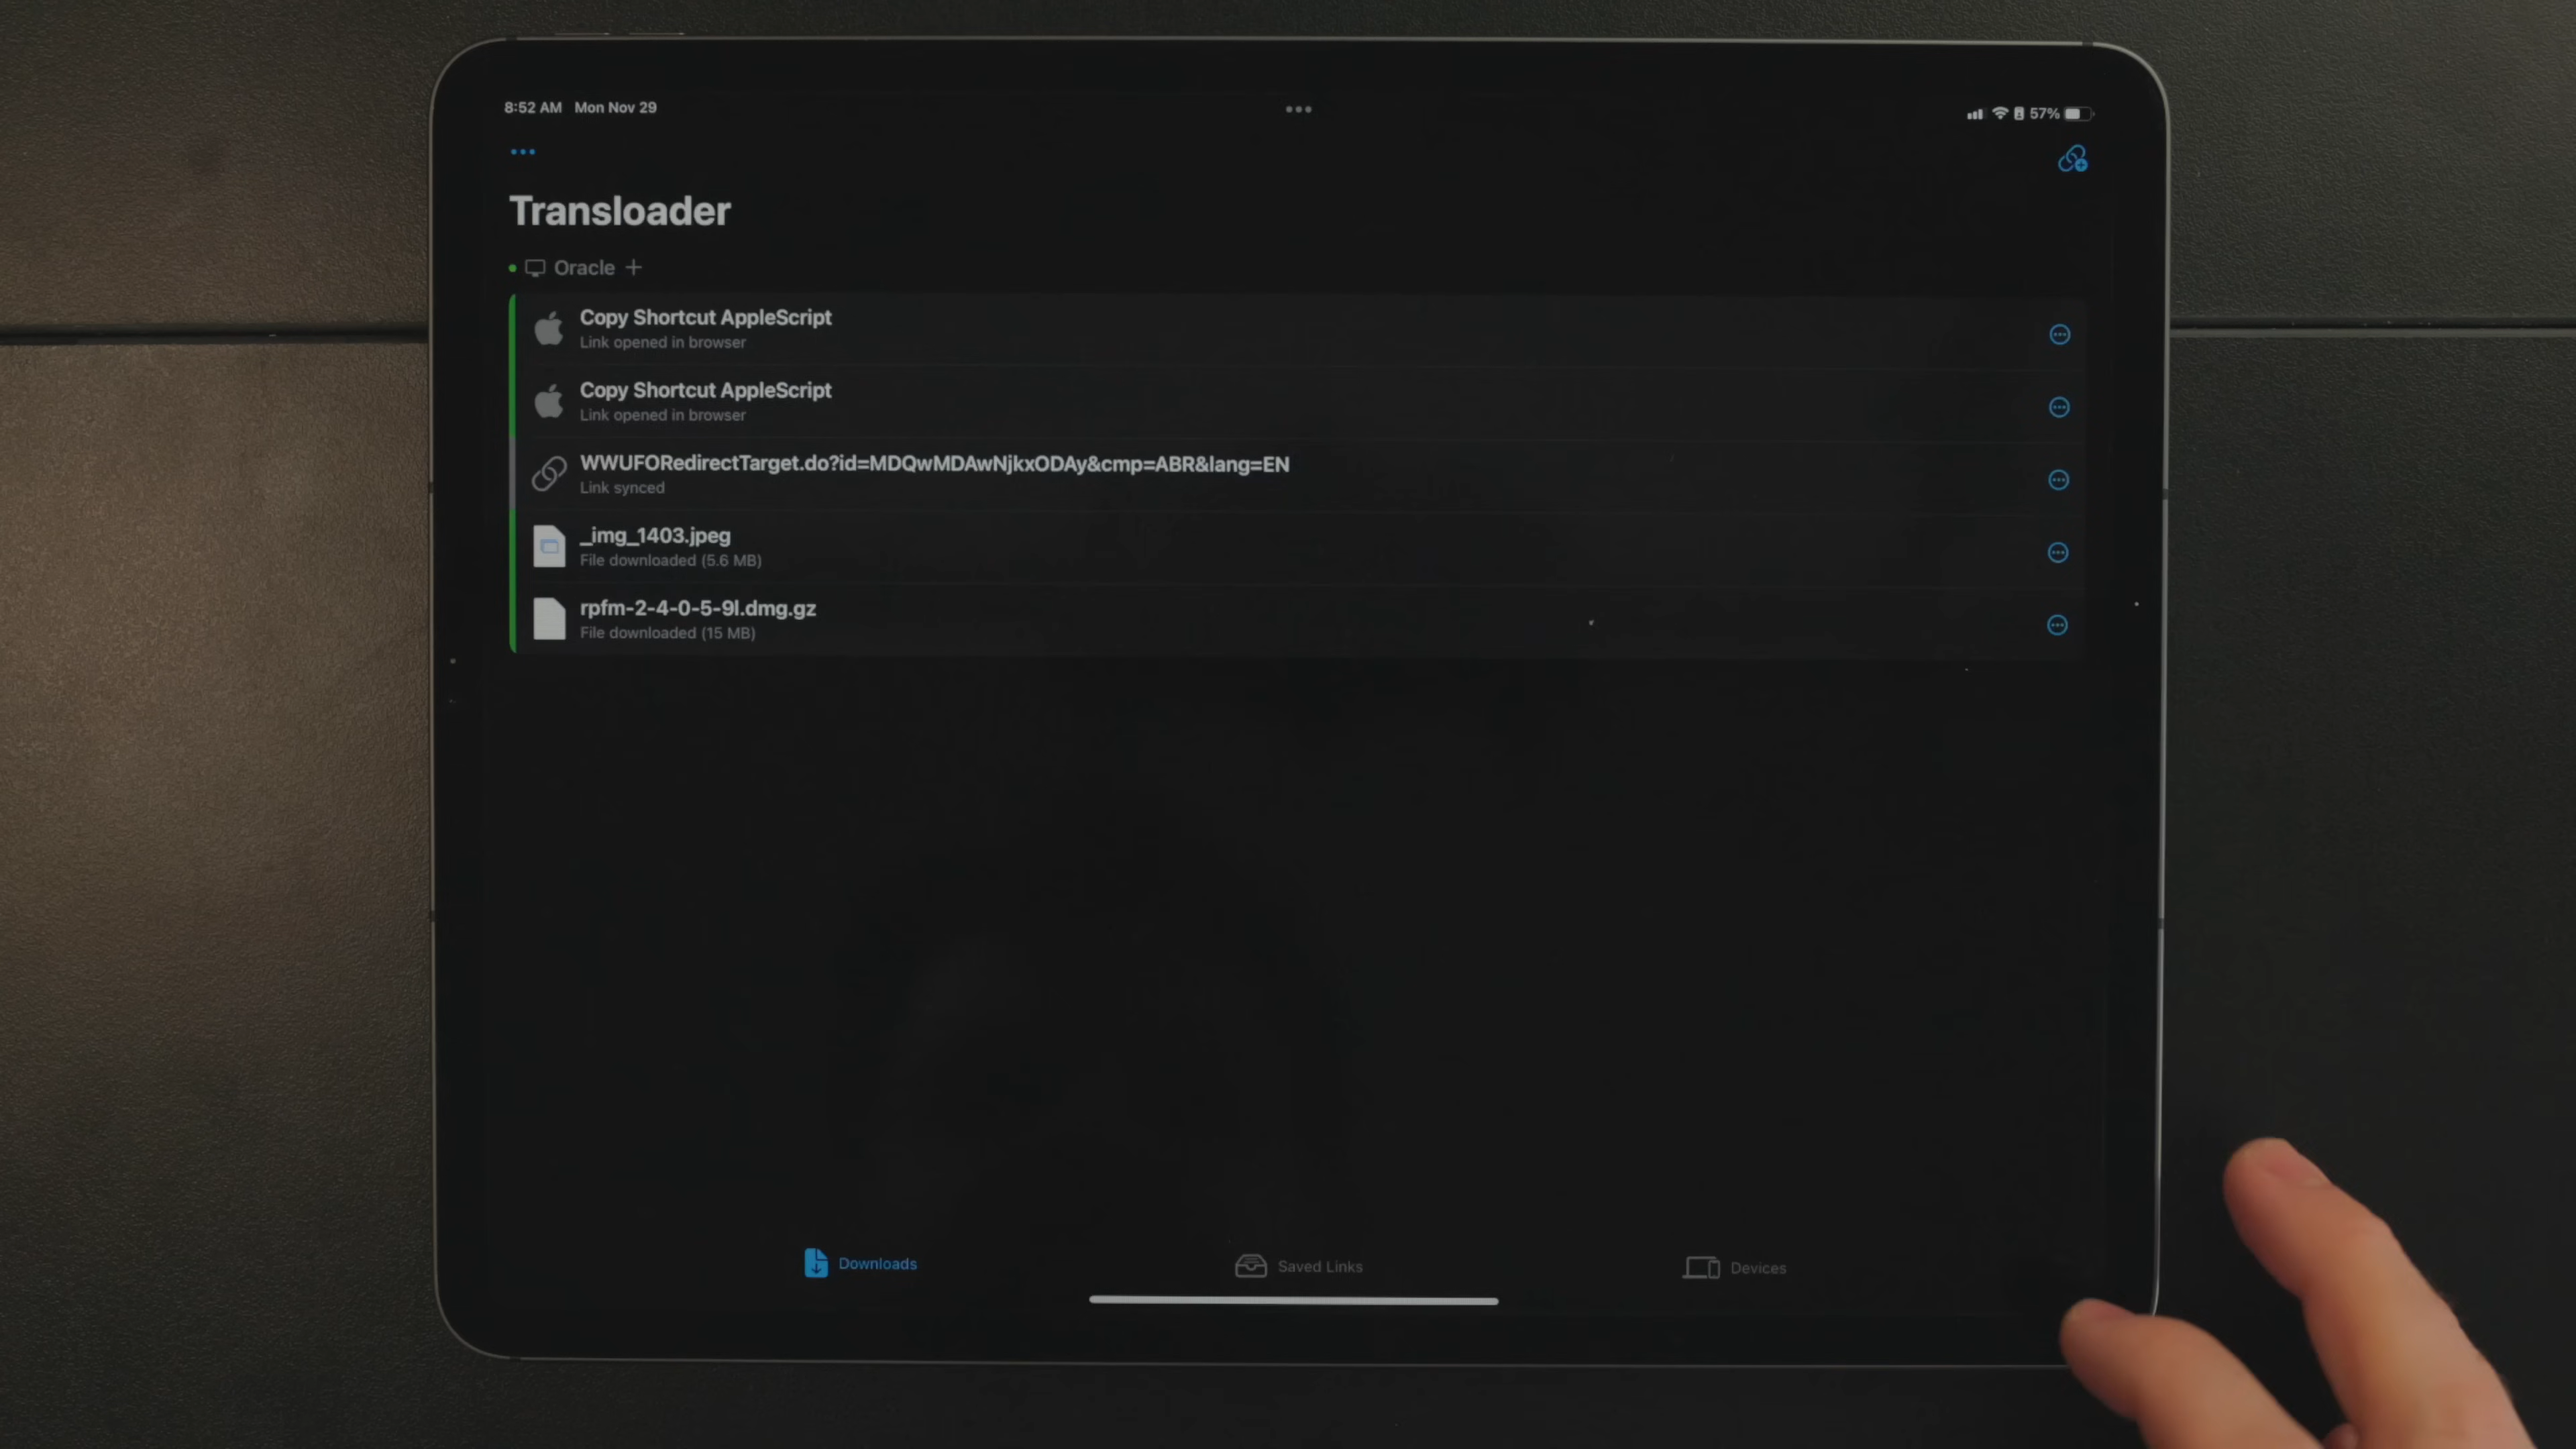 8:52 AM Mon Nov 29
57%
Transloader
Oracle
Copy Shortcut AppleScript
Link opened in browser
Copy Shortcut AppleScript
Link opened in browser
WWUFORedirectTarget.do?id=MDQwMDAwNjkxODAy&cmp=ABR&lang=EN
Link synced
_img_1403.jpeg
File downloaded (5.6 MB)
rpfm-2-4-0-5-9l.dmg.gz
File downloaded (15 MB)
Downloads
Saved Links
Devices